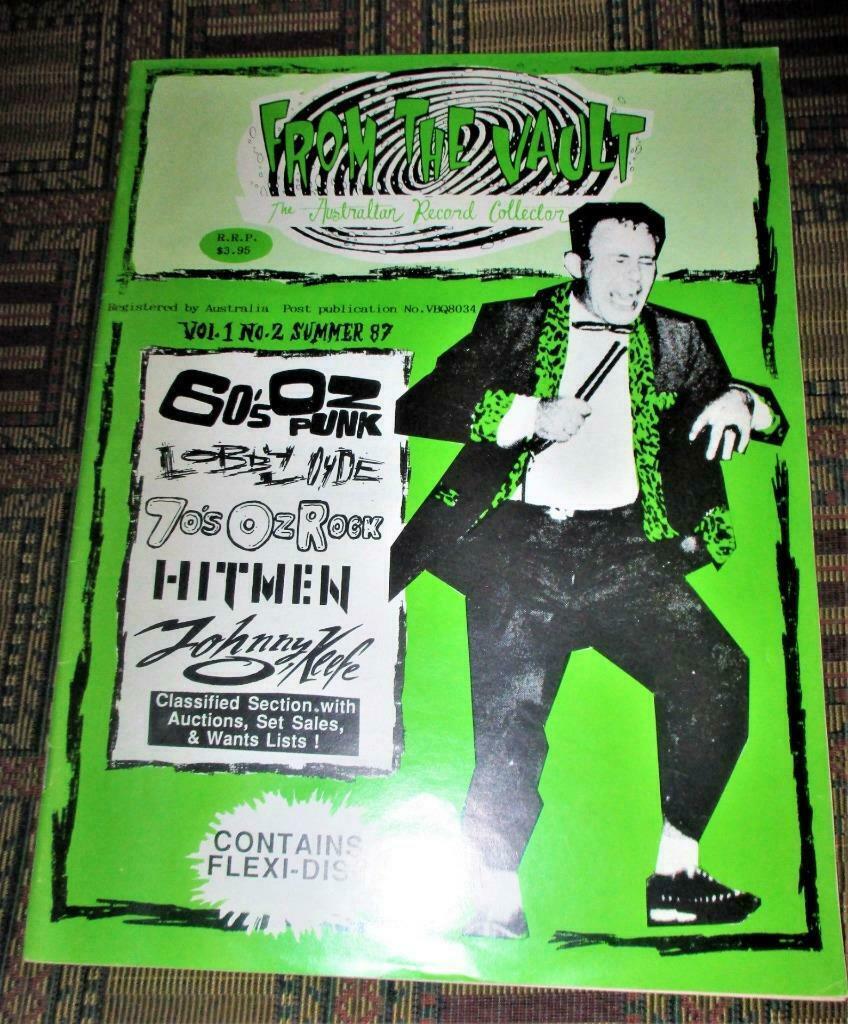 FROM THE VAULT
The Australian Record Collector
R.R.P.
$3.95
Registered by Australia Post publication No.VBQ8034
VOL.1 NO.2 SUMMER 87
60's OZ
PUNK
LOBBY LYDE
70's OZ ROCK
HITMEN
Johnny O'Keefe
Classified Section.with
Auctions, Set Sales,
& Wants Lists !
CONTAINS
FLEXI-DIS